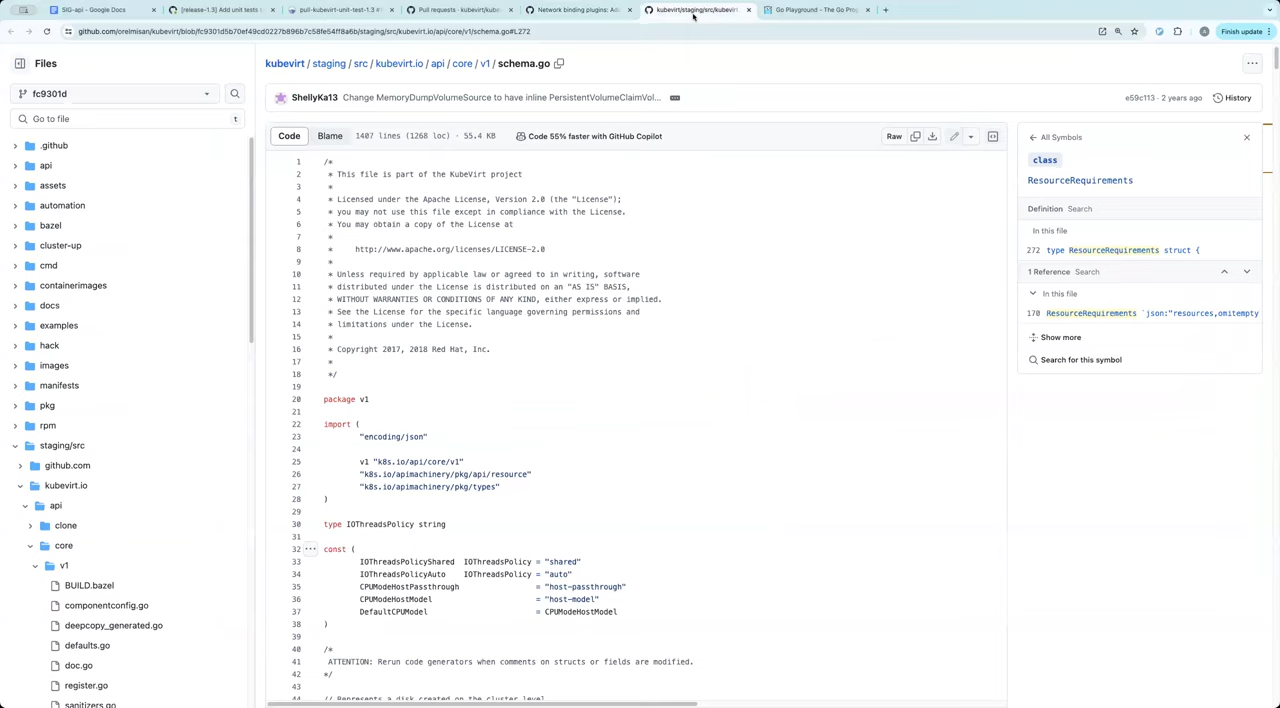 SIG-api - Google Docs
[release-1.3] Add unit tests
pull-kubevirt-unit-test-1.3 #
Pull requests · kubevirt/kube
Network binding plugins: Ad
kubevirt/staging/src/kubevirt
Go Playground - The Go Pro
github.com/orelmisan/kubevirt/blob/fc9301d5b70ef49cf3cd0227b896b7c58fe54ff8a6b/staging/src/kubevirt.io/api/core/v1/schema.go#L272
Finish update
Files
fc9301d
Go to file
t
.github
api
assets
automation
bazel
cluster-up
cmd
containerimages
docs
examples
hack
images
manifests
pkg
rpm
staging/src
github.com
kubevirt.io
api
clone
core
v1
BUILD.bazel
componentconfig.go
deepcopy_generated.go
defaults.go
doc.go
register.go
sanitizers.go
kubevirt / staging / src / kubevirt.io / api / core / v1 / schema.go
ShellyKa13 Change MemoryDumpVolumeSource to have inline PersistentVolumeClaimVol...
e59c113 · 2 years ago
History
Code
Blame
1407 lines (1268 loc) · 55.4 KB
Code 55% faster with GitHub Copilot
Raw
1 /*
2 * This file is part of the KubeVirt project
3 *
4 * Licensed under the Apache License, Version 2.0 (the "License");
5 * you may not use this file except in compliance with the License.
6 * You may obtain a copy of the License at
7 *
8 * http://www.apache.org/licenses/LICENSE-2.0
9 *
10 * Unless required by applicable law or agreed to in writing, software
11 * distributed under the License is distributed on an "AS IS" BASIS,
12 * WITHOUT WARRANTIES OR CONDITIONS OF ANY KIND, either express or implied.
13 * See the License for the specific language governing permissions and
14 * limitations under the License.
15 *
16 * Copyright 2017, 2018 Red Hat, Inc.
17 *
18 */
19
20 package v1
21
22 import (
23 "encoding/json"
24
25 v1 "k8s.io/api/core/v1"
26 "k8s.io/apimachinery/pkg/api/resource"
27 "k8s.io/apimachinery/pkg/types"
28 )
29
30 type IOThreadsPolicy string
31
32 const (
33 IOThreadsPolicyShared IOThreadsPolicy = "shared"
34 IOThreadsPolicyAuto IOThreadsPolicy = "auto"
35 CPUModeHostPassthrough = "host-passthrough"
36 CPUModeHostModel = "host-model"
37 DefaultCPUModel = CPUModeHostModel
38 )
39
40 /*
41 ATTENTION: Rerun code generators when comments on structs or fields are modified.
42 */
43
44 // Represents a disk created on the cluster level
All Symbols
class
ResourceRequirements
Definition Search
In this file
272 type ResourceRequirements struct {
1 Reference Search
In this file
170 ResourceRequirements `json:"resources,omitempty
Show more
Search for this symbol